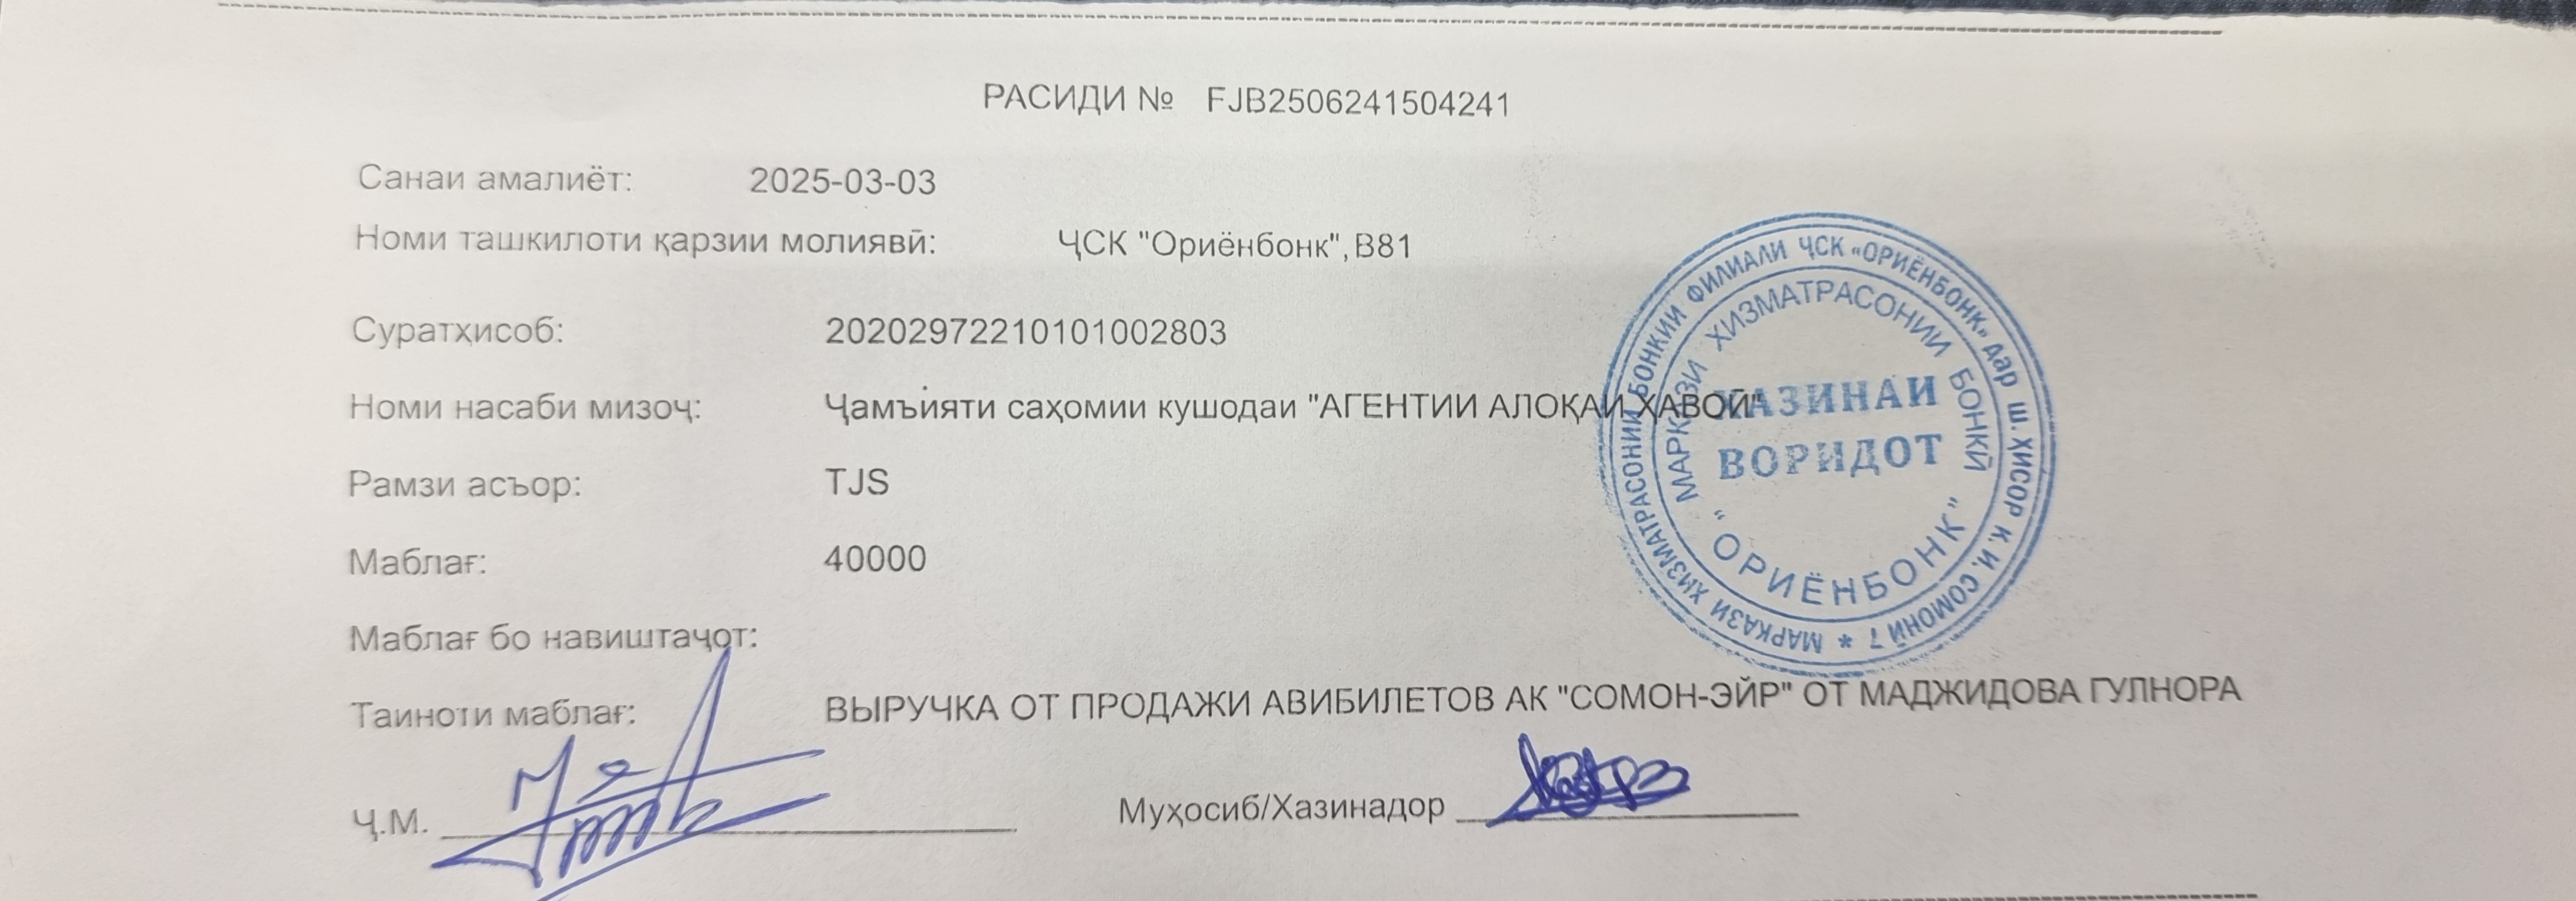 РАСИДИ № FJB2506241504241
Санаи амалиёт: 2025-03-03
Номи ташкилоти қарзии молиявӣ: ҶСК "Ориёнбонк",В81
Суратҳисоб: 20202972210101002803
Номи насаби мизоҷ: Ҷамъияти саҳомии кушодаи "АГЕНТИИ АЛОҚАИ ҲАВОӢ"
Рамзи асъор: TJS
Маблағ: 40000
Маблағ бо навиштаҷот:
Таиноти маблағ: ВЫРУЧКА ОТ ПРОДАЖИ АВИБИЛЕТОВ АК "СОМОН-ЭЙР" ОТ МАДЖИДОВА ГУЛНОРА
Ҷ.М. Муҳосиб/Хазинадор
МАРКАЗИ ХИЗМАТРАСОНИИ БОНКИИ ФИЛИАЛИ ҶСК «ОРИЁНБОНК» дар Ш. ҲИСОР К. И. СОМОНӢ 7 *
МАРКАЗИ ХИЗМАТРАСОНИИ БОНКӢ
"ОРИЁНБОНК"
ХАЗИНАИ
ВОРИДОТ